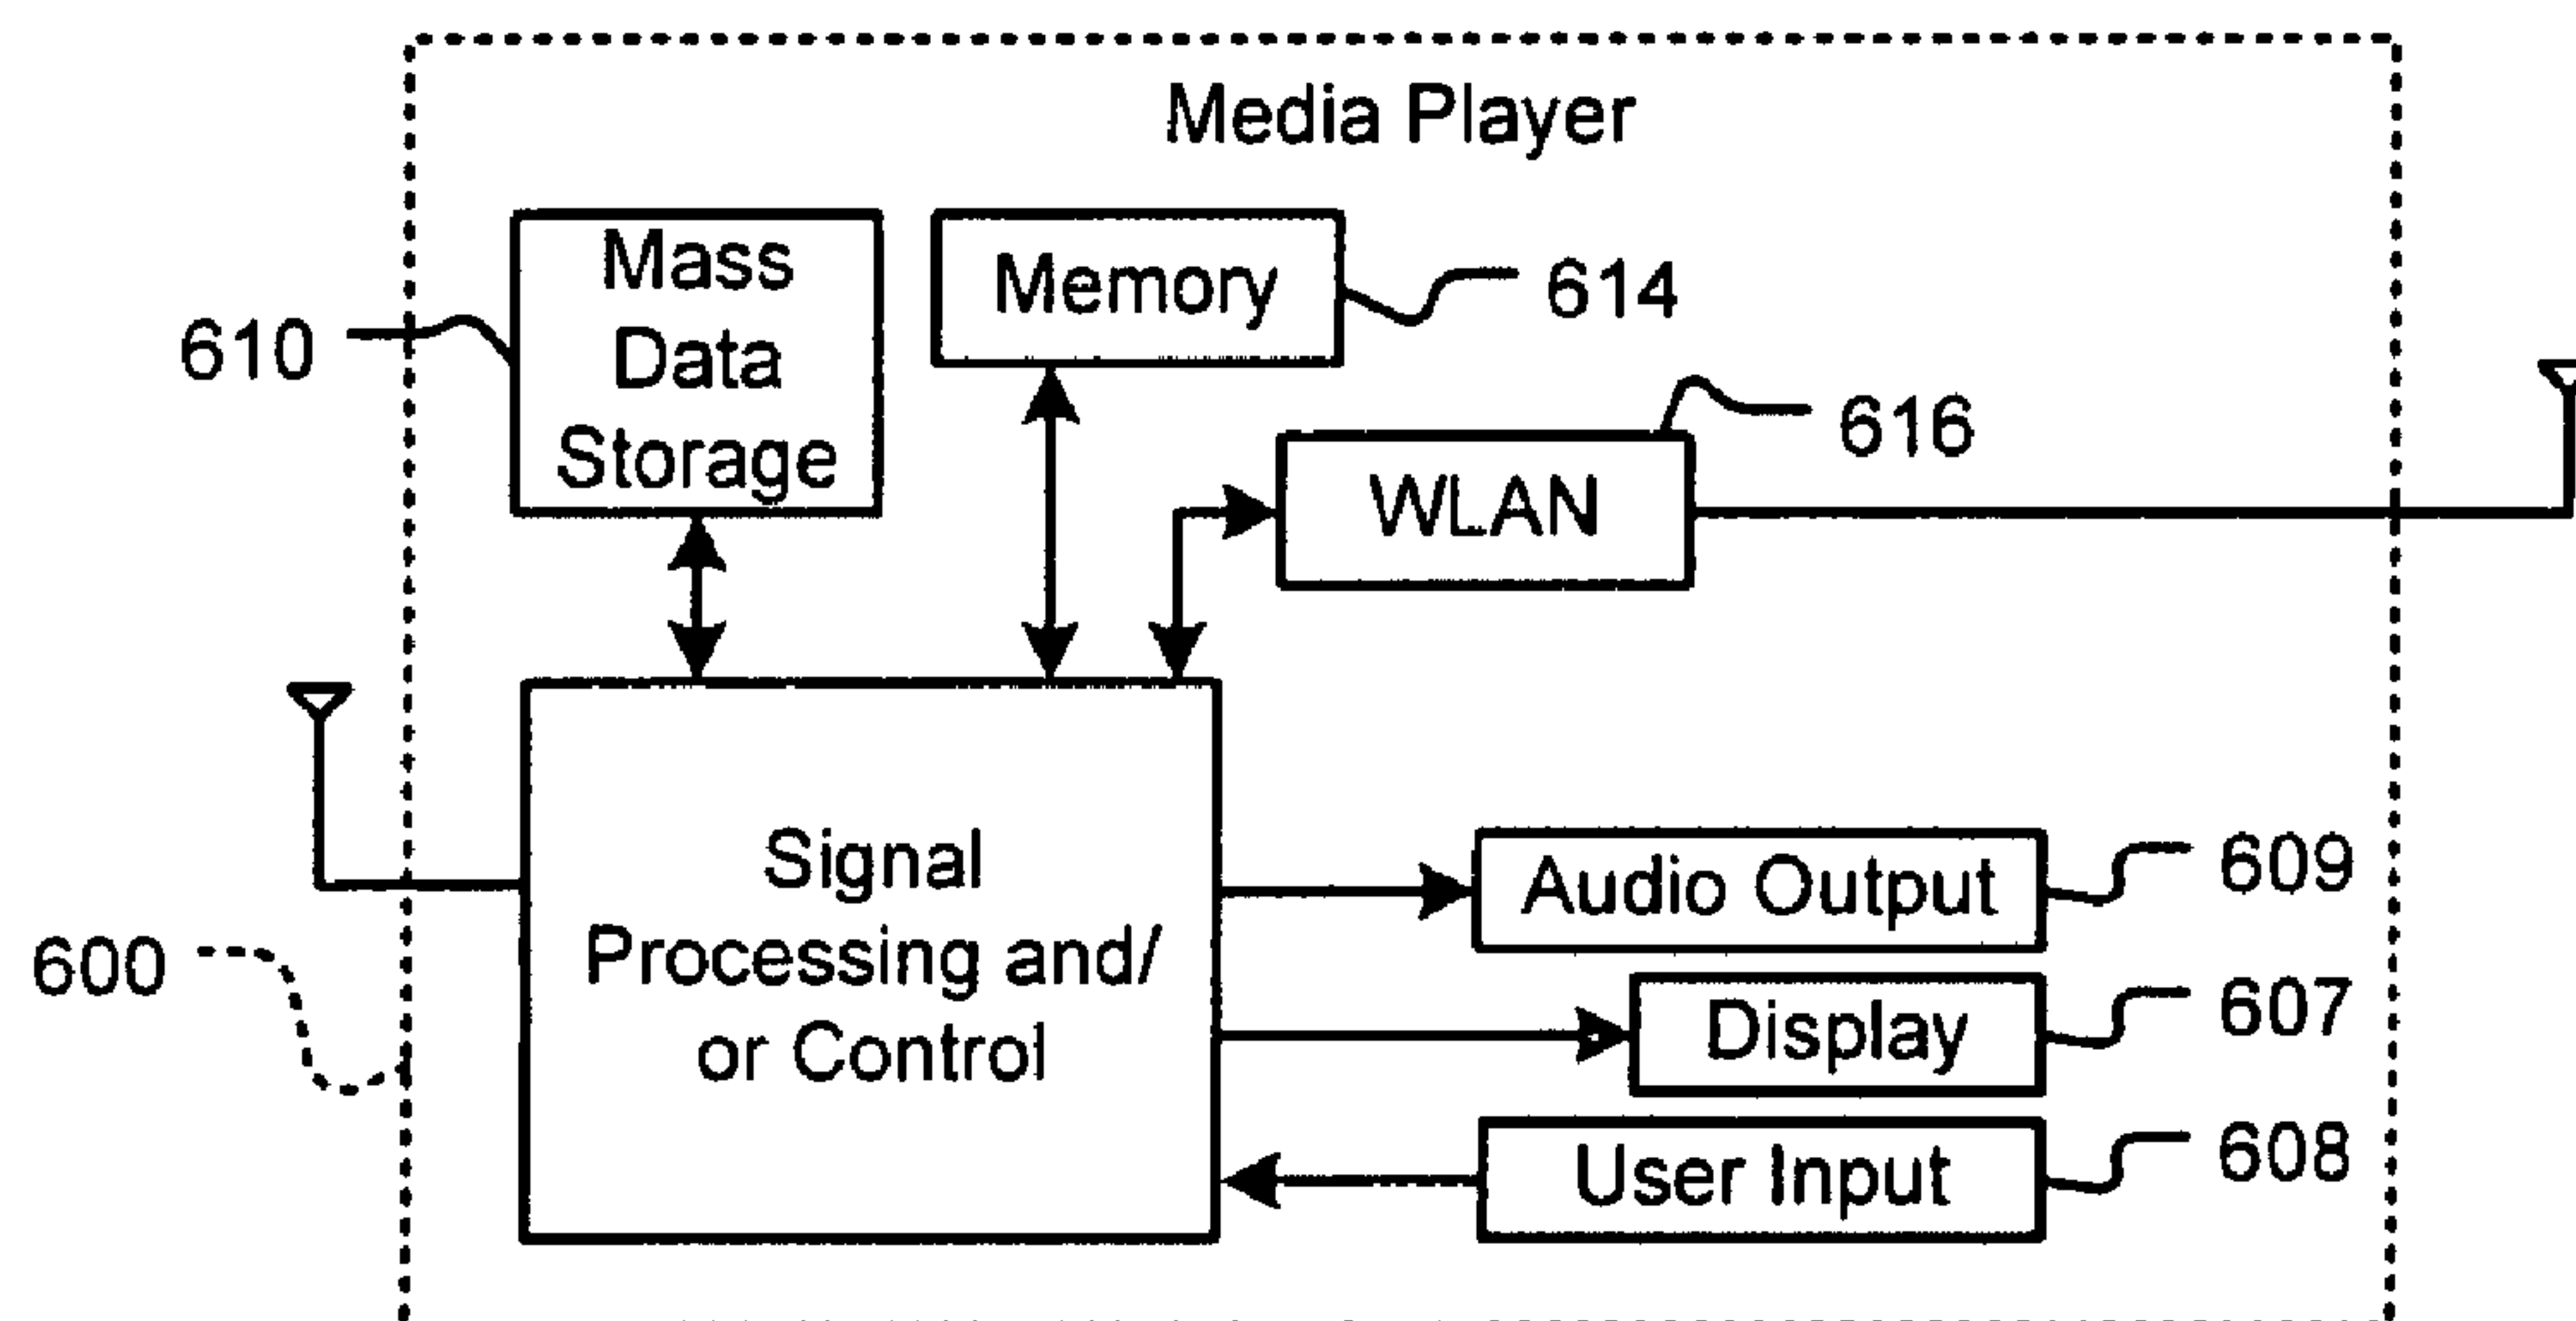 Media Player
Mass
Data
Storage
610
Memory
614
WLAN
616
Signal
Processing and/
or Control
600
Audio Output
609
Display
607
User Input
608